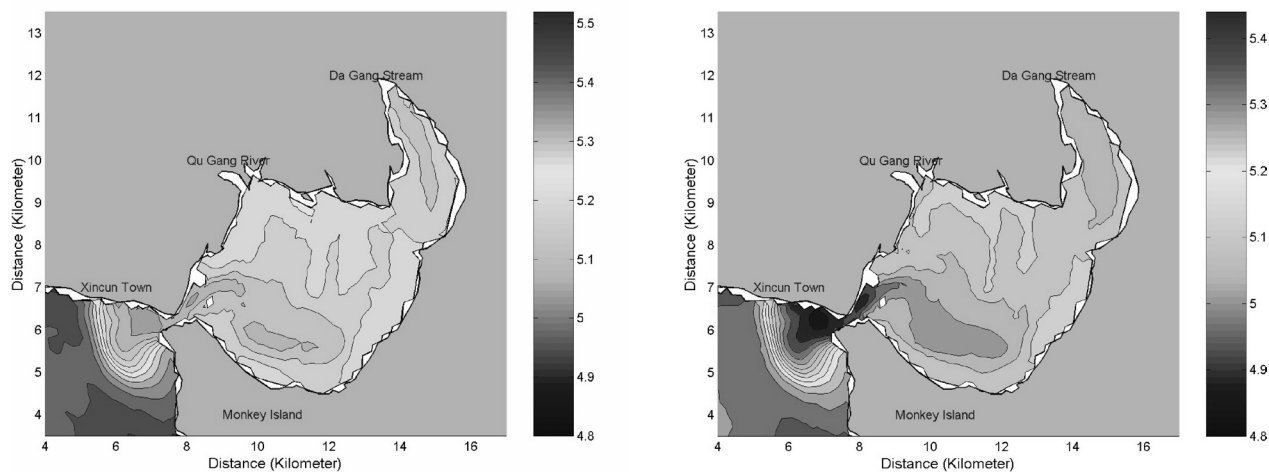 13
12
11
10
9
8
7
6
5
4
Distance (Kilometer)
4 6 8 10 12 14 16
Distance (Kilometer)
Da Gang Stream
Qu Gang River
Xincun Town
Monkey Island
5.5
5.4
5.3
5.2
5.1
5
4.9
4.8
13
12
11
10
9
8
7
6
5
4
Distance (Kilometer)
4 6 8 10 12 14 16
Distance (Kilometer)
Da Gang Stream
Qu Gang River
Xincun Town
Monkey Island
5.4
5.3
5.2
5.1
5
4.9
4.8